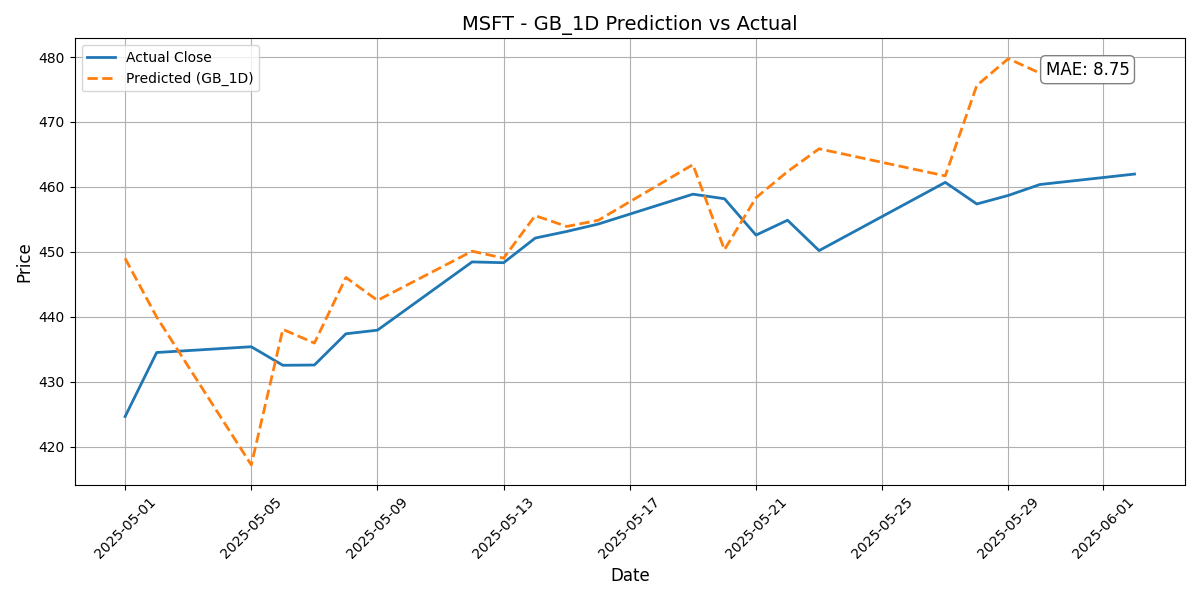 MSFT - GB_1D Prediction vs Actual
Actual Close
Predicted (GB_1D)
MAE: 8.75
Price
480
470
460
450
440
430
420
2025-05-01
2025-05-05
2025-05-09
2025-05-13
2025-05-17
2025-05-21
2025-05-25
2025-05-29
2025-06-01
Date